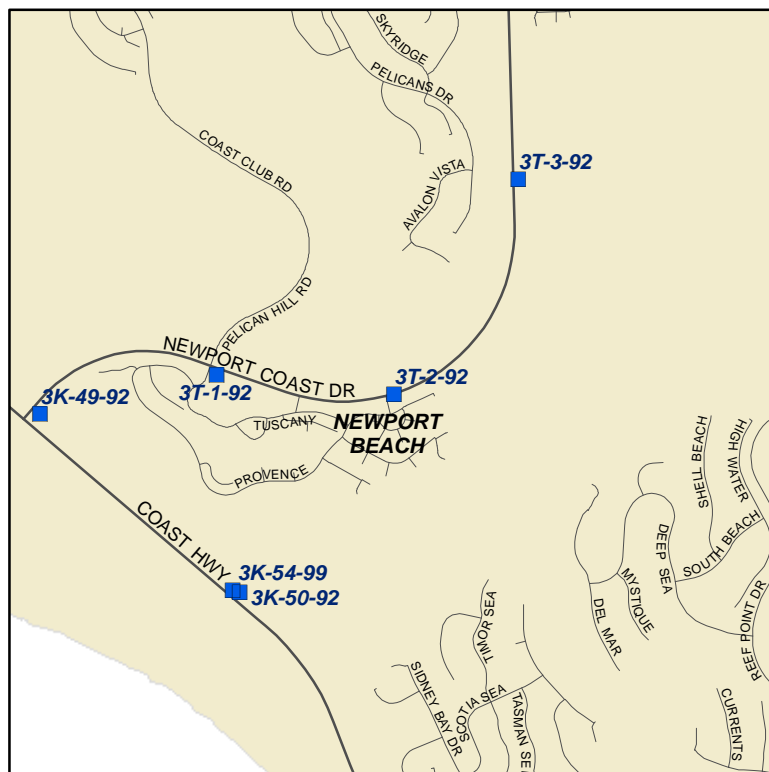 SKYRIDGE
PELICANS DR
COAST CLUB RD
3T-3-92
AVALON VISTA
PELICAN HILL RD
NEWPORT COAST DR
3T-1-92
3T-2-92
3K-49-92
TUSCANY
NEWPORT
BEACH
PROVENCE
COAST HWY
3K-54-99
3K-50-92
SHELL BEACH
HIGH WATER
SOUTH BEACH
DEEP SEA
MYSTIQUE
DEL MAR
REEF POINT DR
TIMOR SEA
SIDNEY BAY DR
SCOTIA SEA
TASMAN SEA
CURRENTS